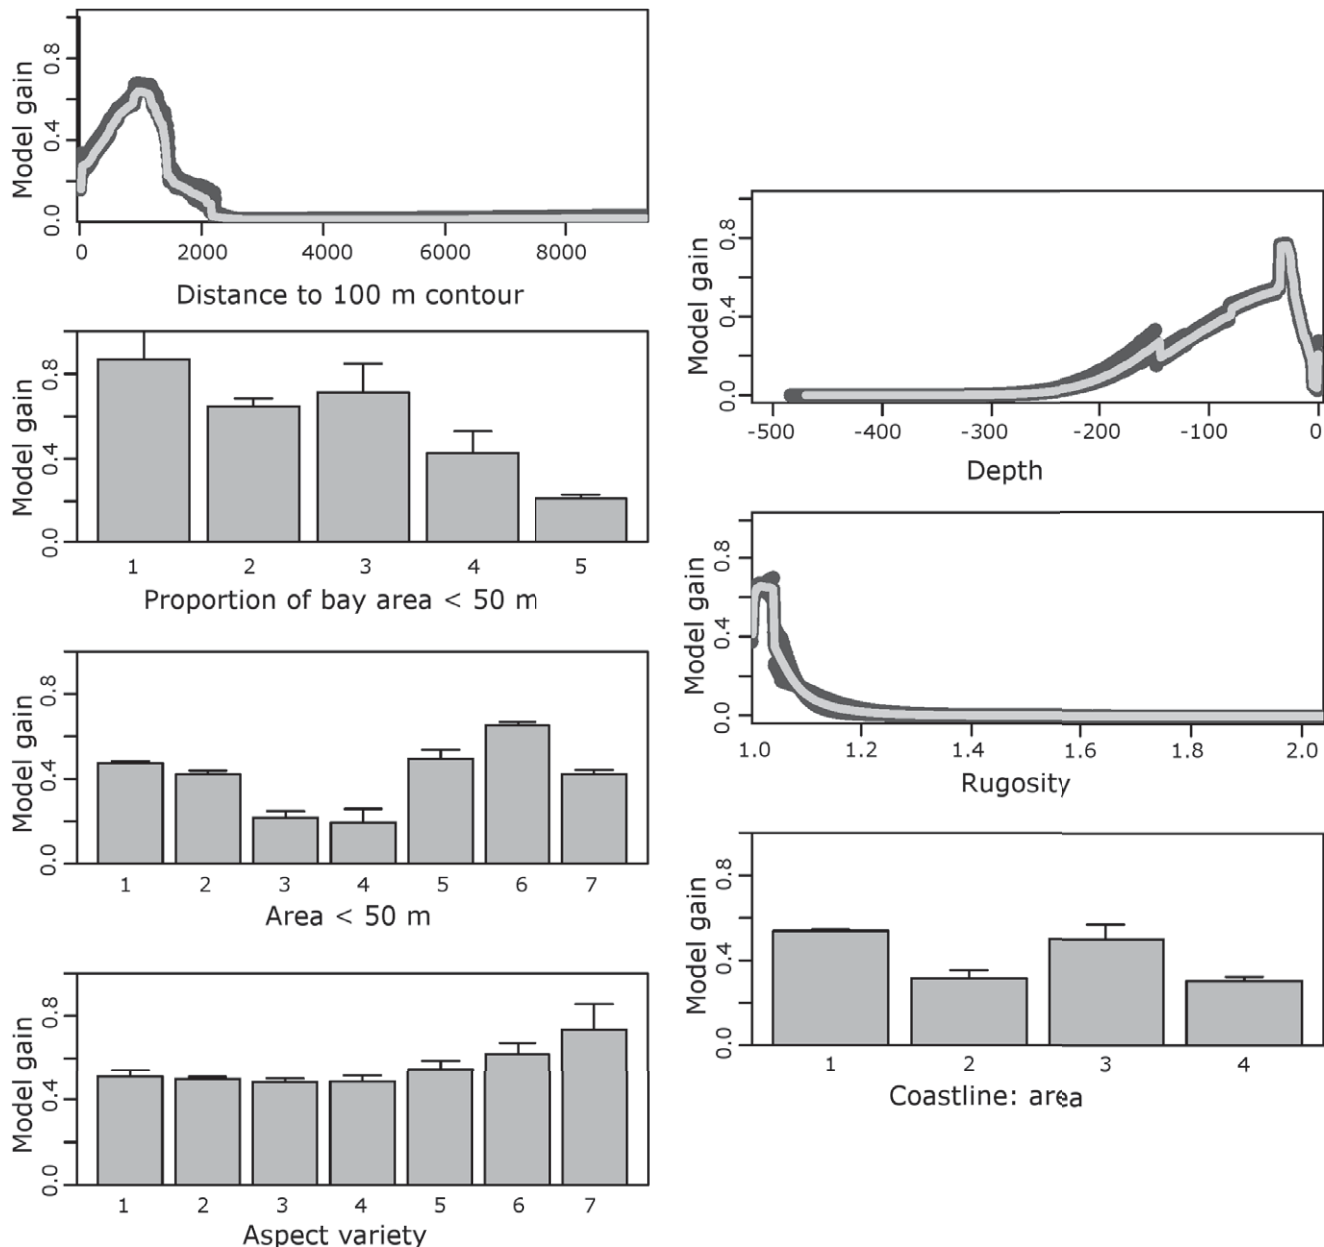 Model gain
0.0 0.4 0.8
0 2000 4000 6000 8000
Distance to 100 m contour
Model gain
0.0 0.4 0.8
1 2 3 4 5
Proportion of bay area < 50 m
Model gain
0.0 0.4 0.8
1 2 3 4 5 6 7
Area < 50 m
Model gain
0.0 0.4 0.8
1 2 3 4 5 6 7
Aspect variety
Model gain
0.0 0.4 0.8
-500 -400 -300 -200 -100 0
Depth
Model gain
0.0 0.4 0.8
1.0 1.2 1.4 1.6 1.8 2.0
Rugosity
Model gain
0.0 0.4 0.8
1 2 3 4
Coastline: area